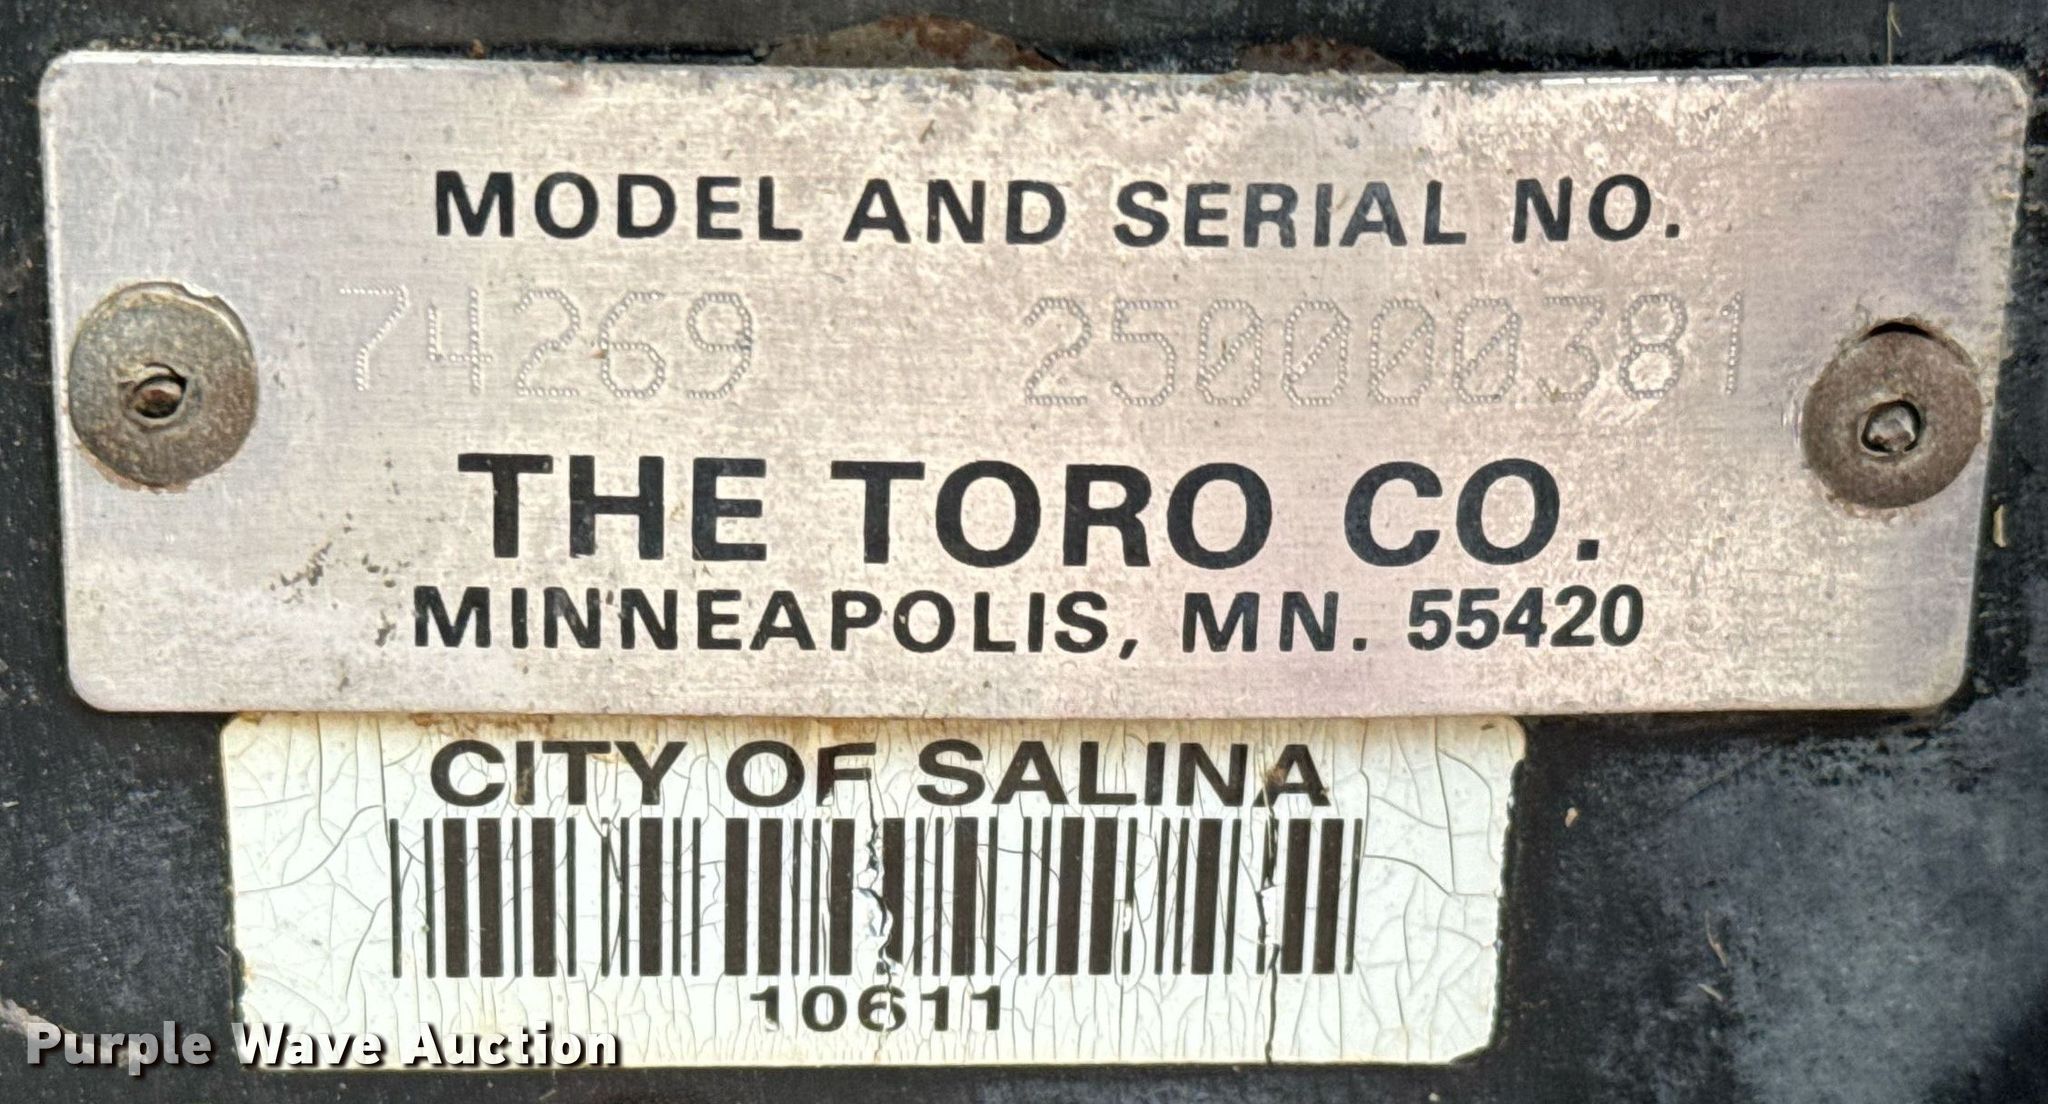 MODEL AND SERIAL NO.
74269 250000381
THE TORO CO.
MINNEAPOLIS, MN. 55420
CITY OF SALINA
10611
Purple Wave Auction